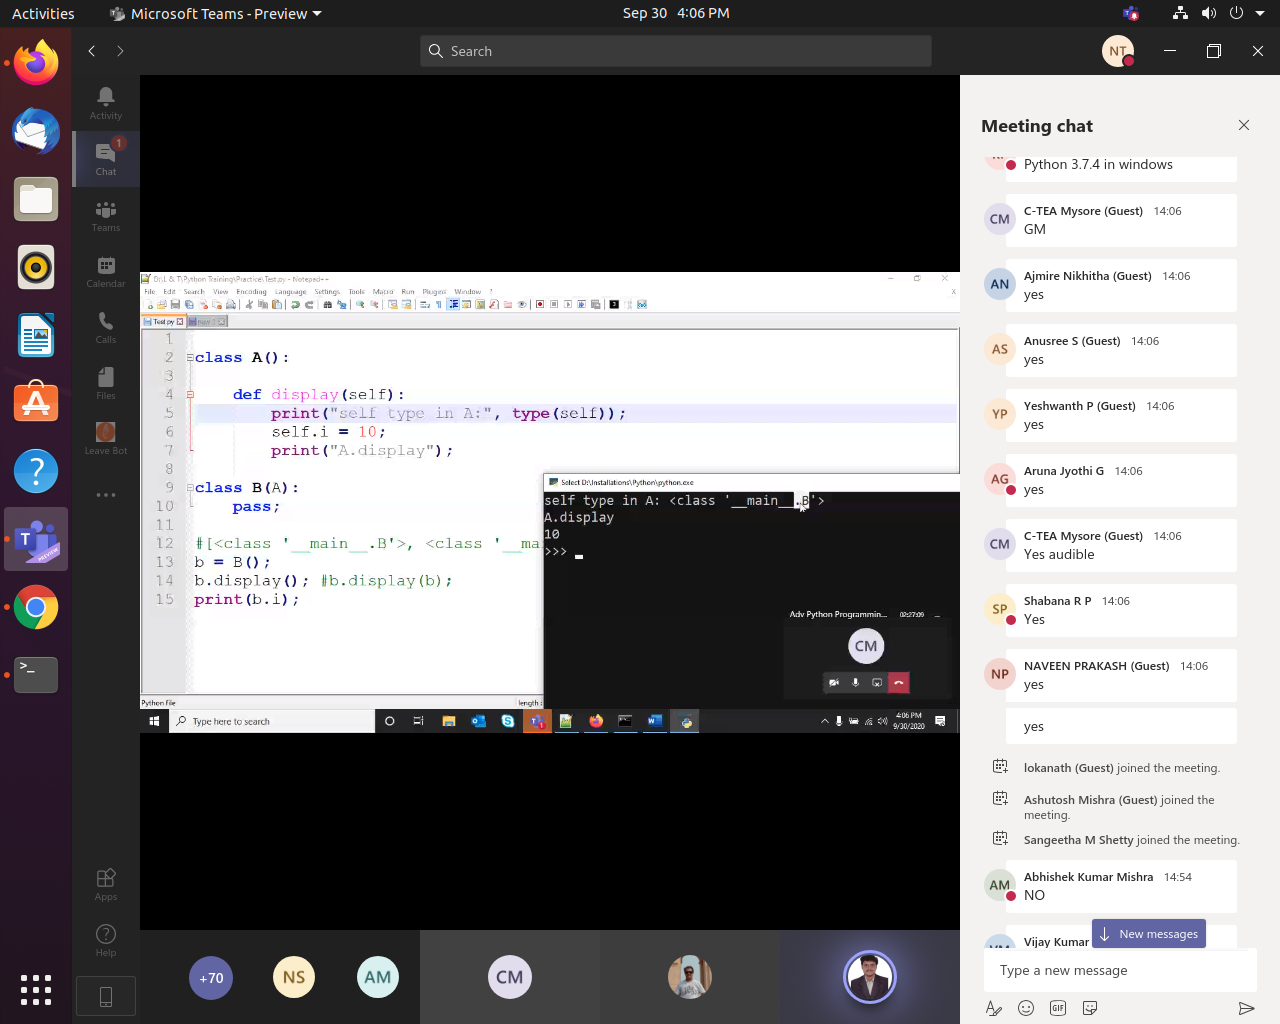 Activities
Microsoft Teams - Preview
Sep 30 4:06 PM
Search
NT
Activity
1
Chat
Teams
Calendar
Calls
Files
Leave Bot
Apps
Help
D:\1 & T\Python Training\Practice\Test.py - Notepad++
File Edit Search View Encoding Language Settings Tools Macro Run Plugins Window ?
Test.py
new 1
1
2 class A():
3
4 def display(self):
5 print("self type in A:", type(self));
6 self.i = 10;
7 print("A.display");
8
9 class B(A):
10 pass;
11
12 #[<class '__main__.B'>, <class '__ma
13 b = B();
14 b.display(); #b.display(b);
15 print(b.i);
Select D:\Installations\Python\python.exe
self type in A: <class '__main__.B'>
A.display
10
>>>
Adv Python Programmin... 02:27:09
CM
Python file
length :
Type here to search
4:06 PM
9/30/2020
+70
NS
AM
CM
Meeting chat
Python 3.7.4 in windows
CM
C-TEA Mysore (Guest) 14:06
GM
AN
Ajmire Nikhitha (Guest) 14:06
yes
AS
Anusree S (Guest) 14:06
yes
YP
Yeshwanth P (Guest) 14:06
yes
AG
Aruna Jyothi G 14:06
yes
CM
C-TEA Mysore (Guest) 14:06
Yes audible
SP
Shabana R P 14:06
Yes
NP
NAVEEN PRAKASH (Guest) 14:06
yes
yes
lokanath (Guest) joined the meeting.
Ashutosh Mishra (Guest) joined the
meeting.
Sangeetha M Shetty joined the meeting.
AM
Abhishek Kumar Mishra 14:54
NO
Vijay Kumar
New messages
Type a new message
GIF